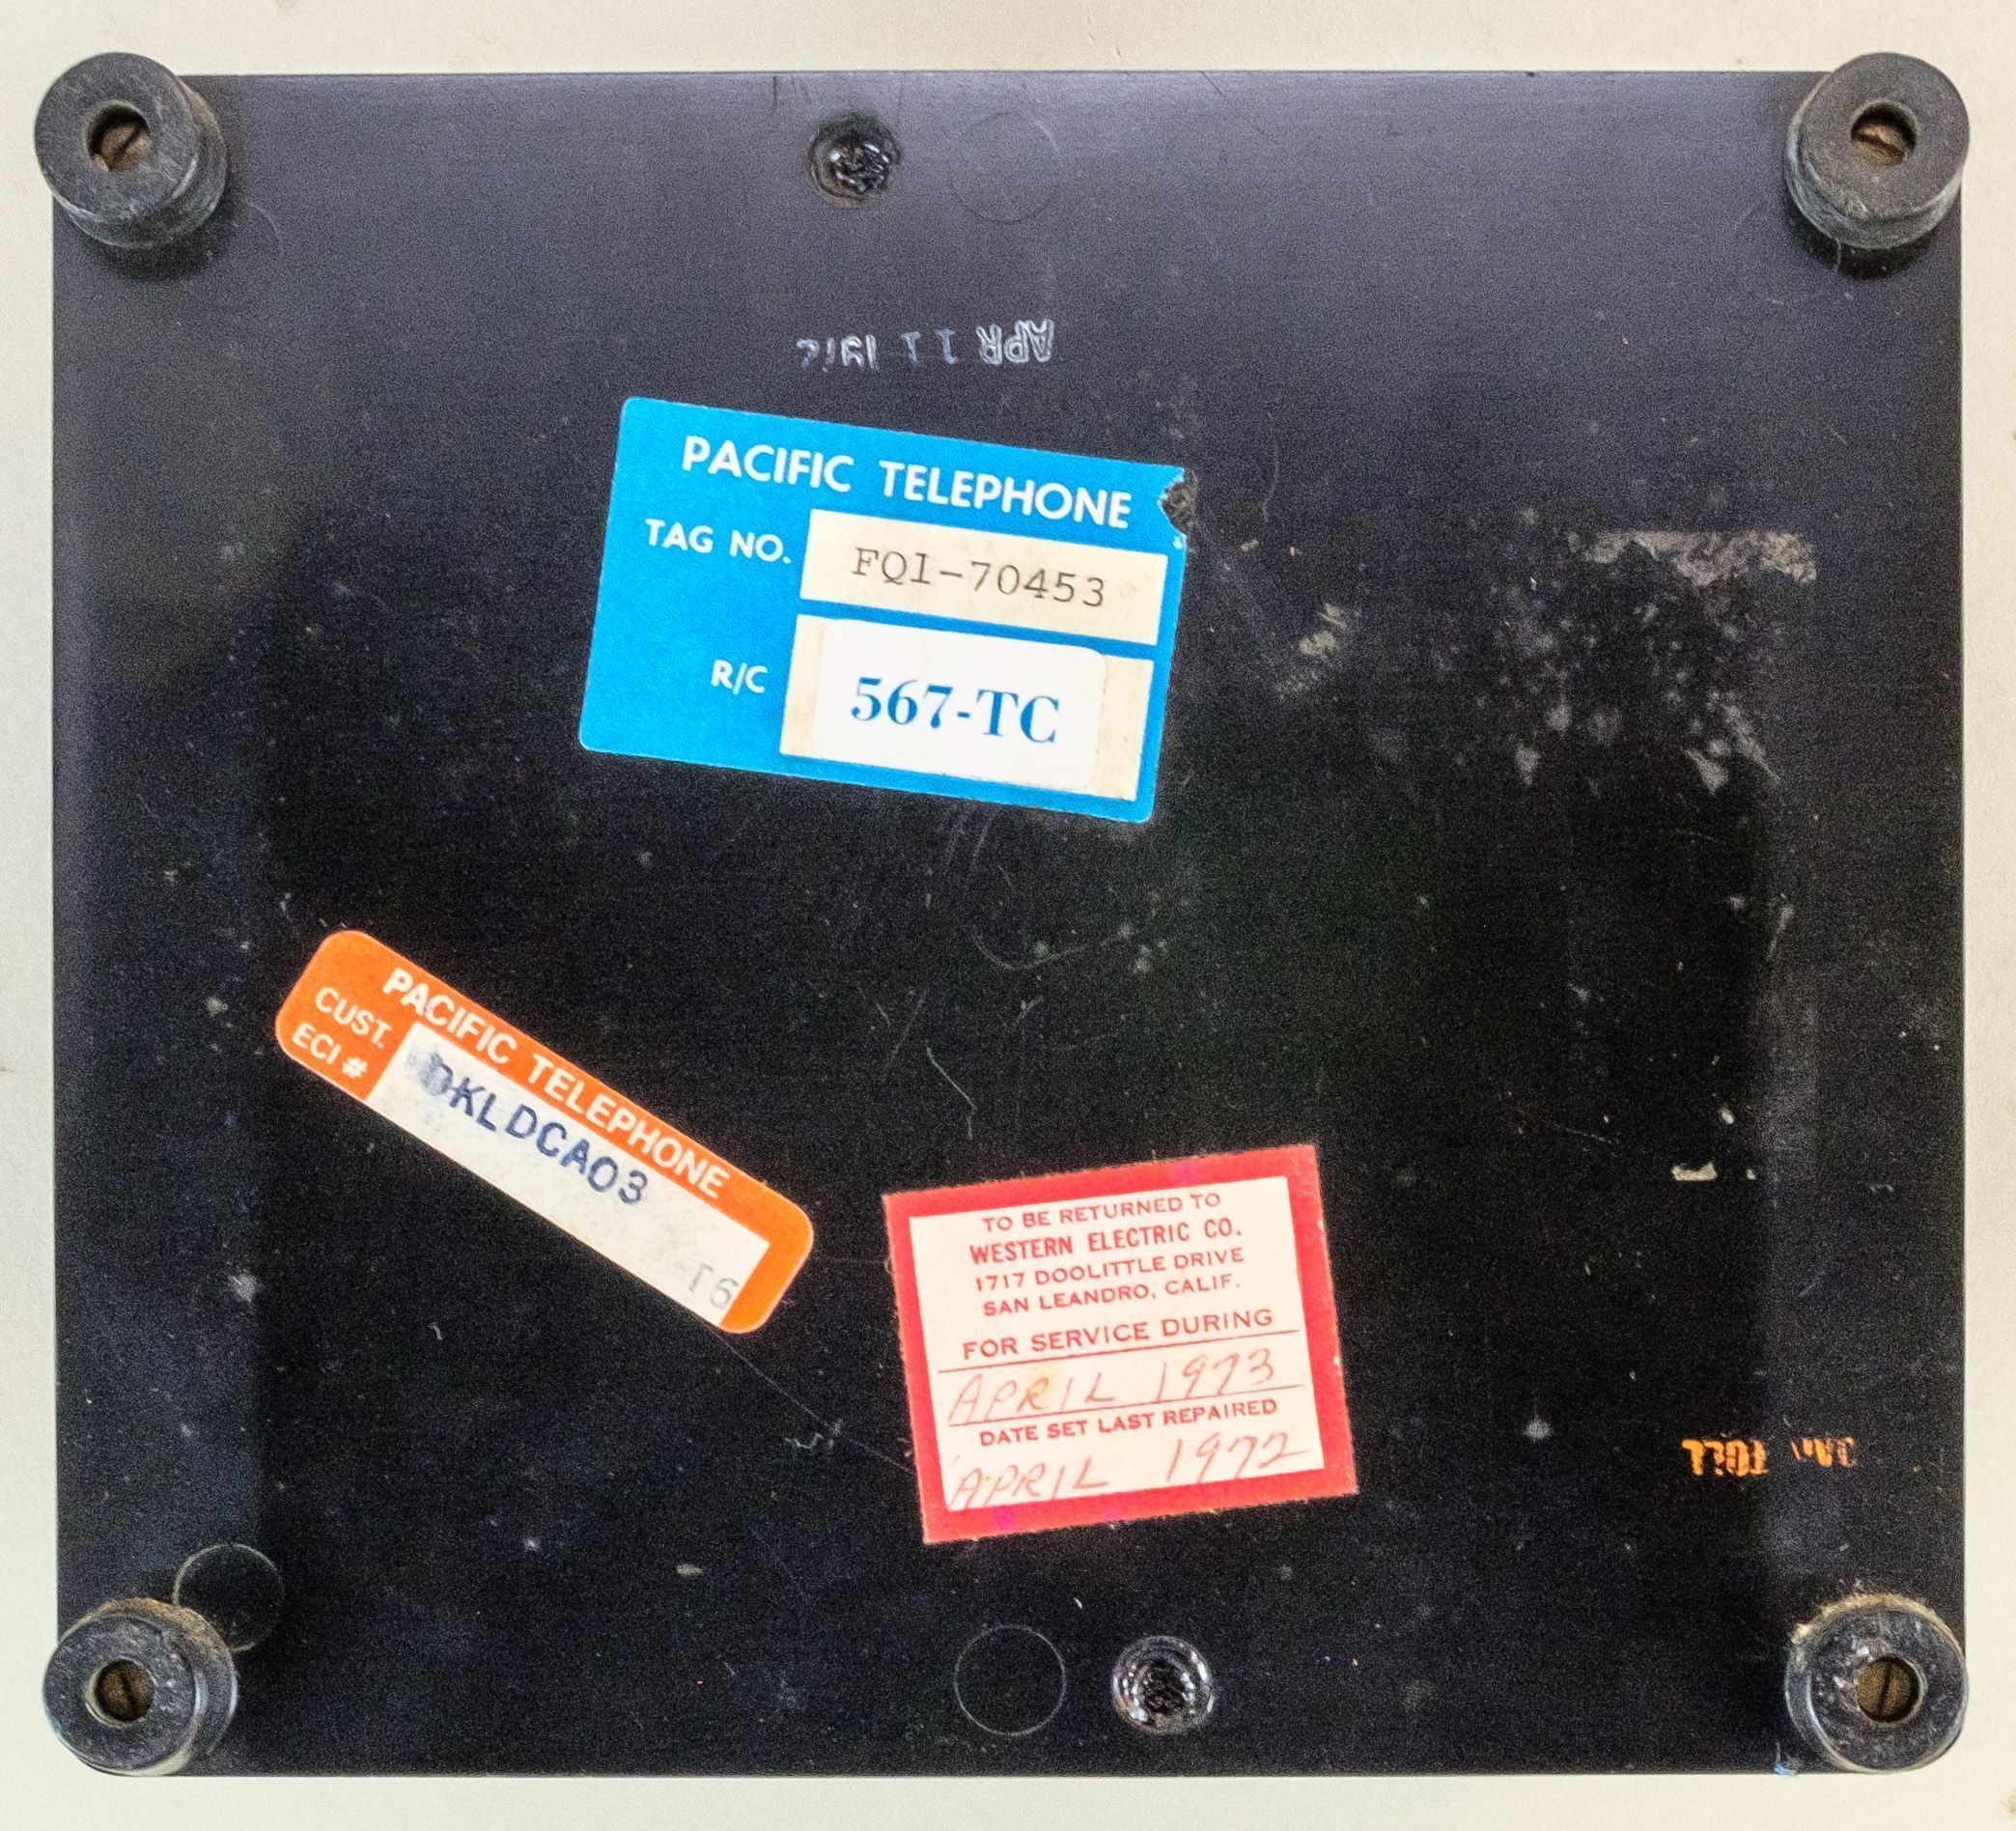 APR 11 1972
PACIFIC TELEPHONE
TAG NO. FQI-70453
R/C 567-TC
PACIFIC TELEPHONE
CUST. ECI # OKLDCA03
T6
TO BE RETURNED TO
WESTERN ELECTRIC CO.
1717 DOOLITTLE DRIVE
SAN LEANDRO, CALIF.
FOR SERVICE DURING
APRIL 1973
DATE SET LAST REPAIRED
APRIL 1972